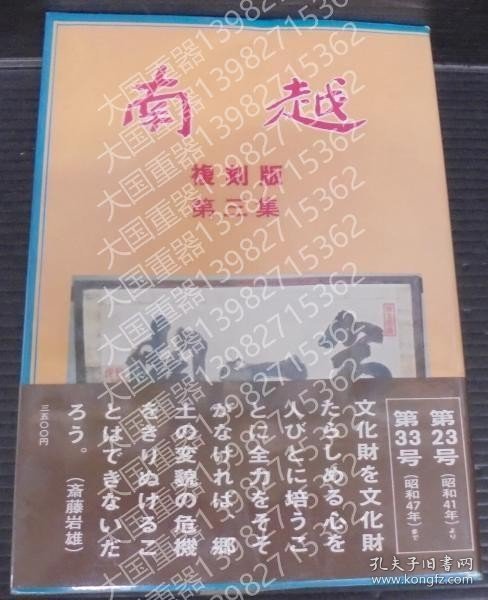 南越
復刻版
第三集
第23号(昭和41年)より
第33号(昭和47年)まで
文化財を文化財
たらしめる心を
人びとに培うこ
とに全力をそそ
がなければ、郷
土の変貌の危機
をきりぬけるこ
とはできないだ
ろう。
(斎藤岩雄)
三五〇〇円
大国重器13982715362
孔夫子旧书网
www.kongfz.com